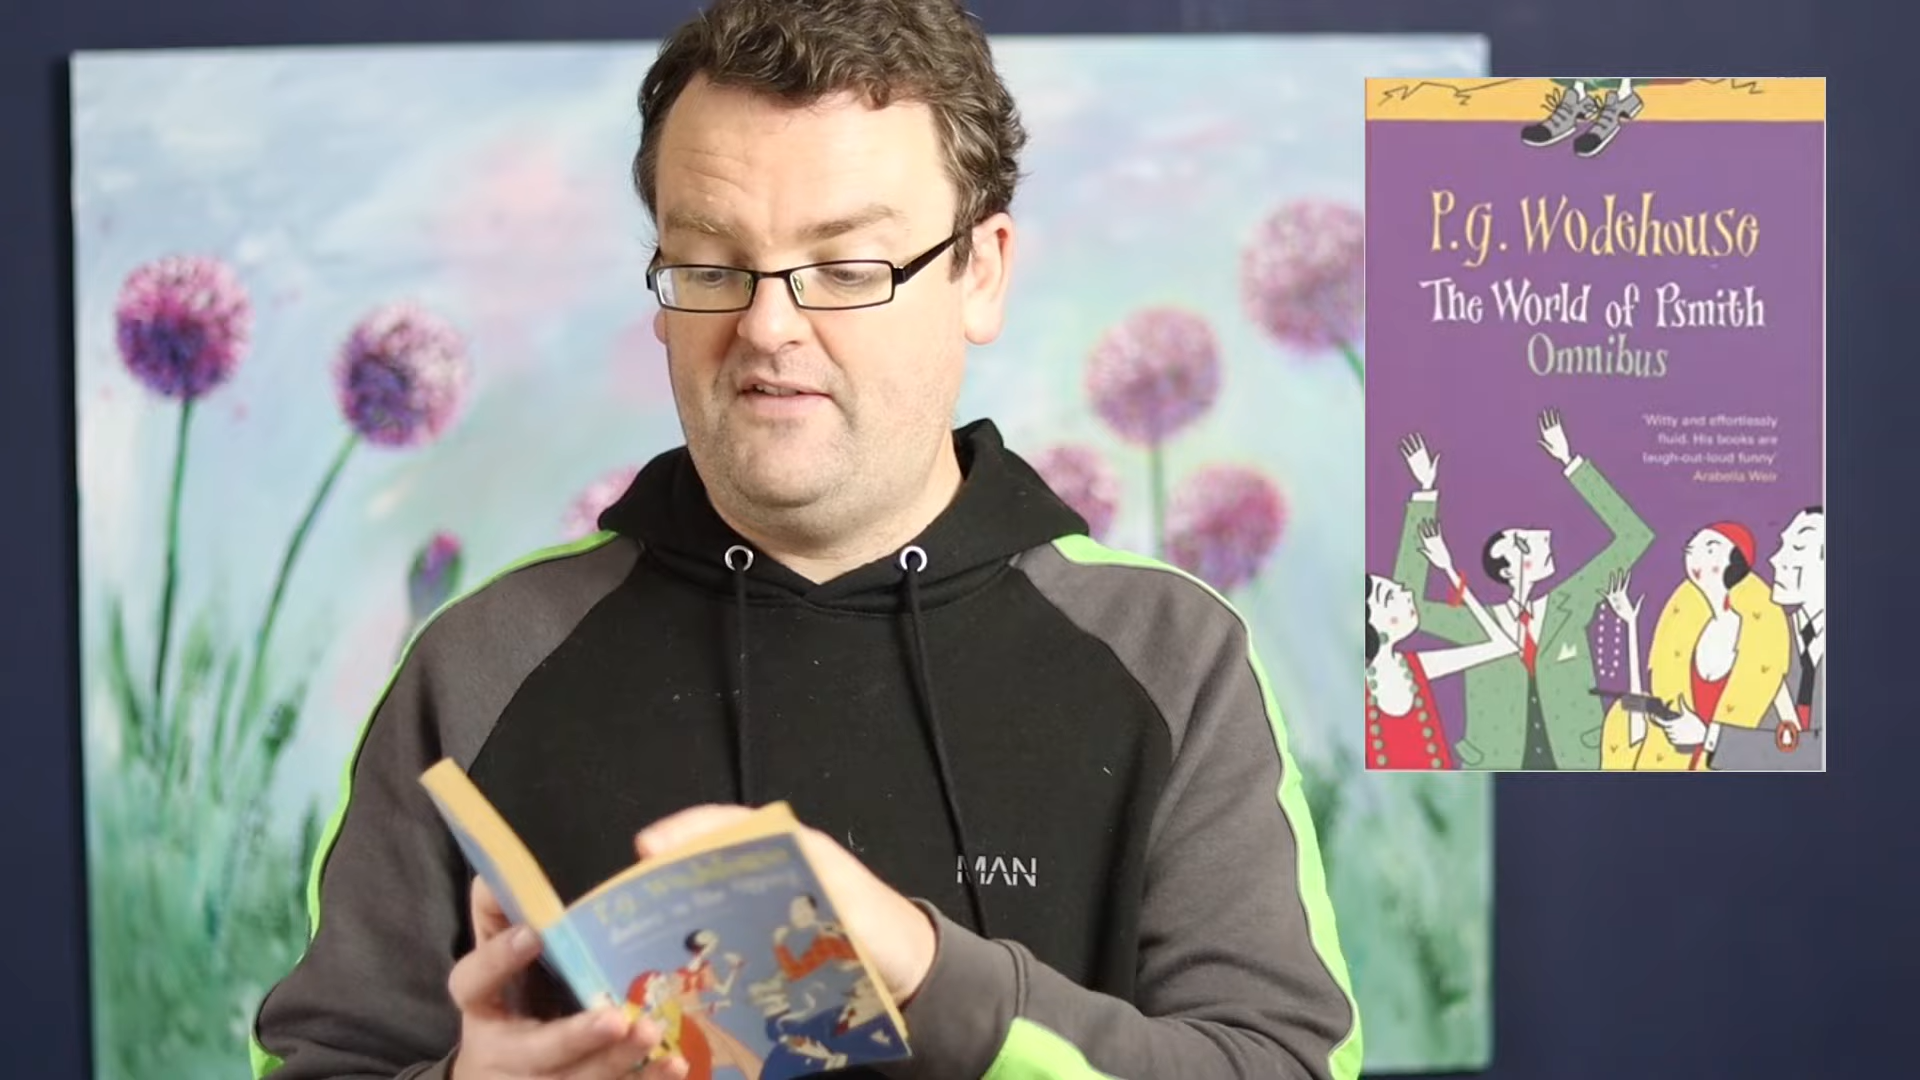 P.G. Wodehouse
The World of Psmith
Omnibus
'Witty and effortlessly
fluid. His books are
laugh-out-loud funny'
Arabella Weir
MAN
P.G. Wodehouse